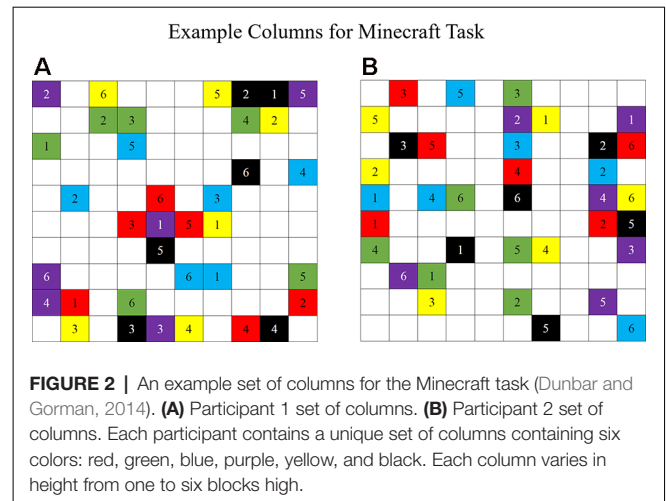 Example Columns for Minecraft Task
A
2 6 5 2 1 5
2 3 4 2
1 5
6 4
2 6 3
3 1 5 1
5
6 6 1 5
4 1 6 2
3 3 3 4 4 4
B
3 5 3
5 2 1 1
3 5 3 2 6
2 4 2
1 4 6 6 4 6
1 2 5
4 1 5 4 3
6 1
3 2 5
5 6
FIGURE 2 | An example set of columns for the Minecraft task (Dunbar and
Gorman, 2014). (A) Participant 1 set of columns. (B) Participant 2 set of
columns. Each participant contains a unique set of columns containing six
colors: red, green, blue, purple, yellow, and black. Each column varies in
height from one to six blocks high.